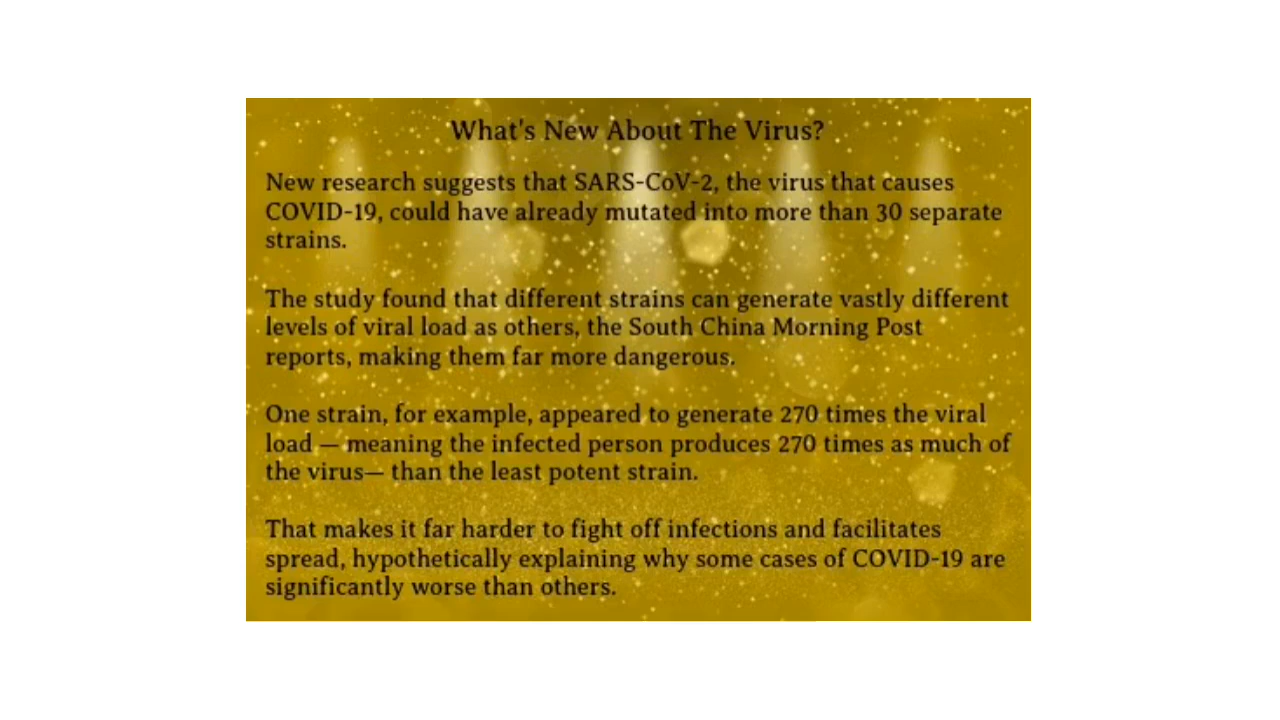 What's New About The Virus?
New research suggests that SARS-CoV-2, the virus that causes
COVID-19, could have already mutated into more than 30 separate
strains.
The study found that different strains can generate vastly different
levels of viral load as others, the South China Morning Post
reports, making them far more dangerous.
One strain, for example, appeared to generate 270 times the viral
load — meaning the infected person produces 270 times as much of
the virus— than the least potent strain.
That makes it far harder to fight off infections and facilitates
spread, hypothetically explaining why some cases of COVID-19 are
significantly worse than others.